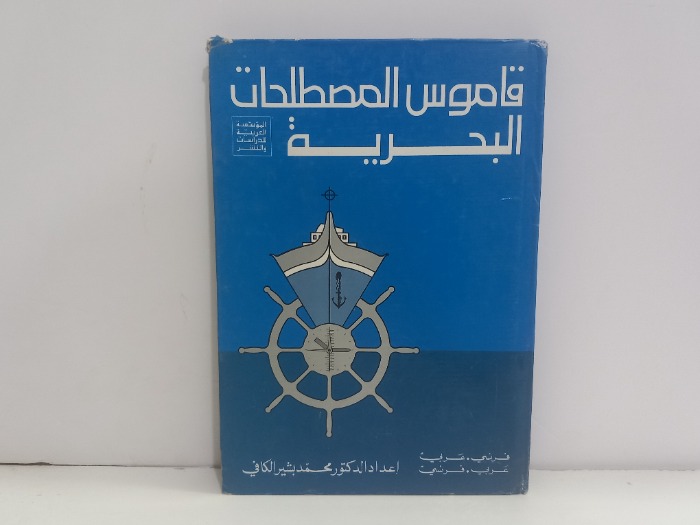 قاموس المصطلحات
البحرية
المؤسسة
العربية
للدراسات
والنشر
فرنسي . عربي
عربي . فرنسي
اعداد الدكتور محمد بشير الكافي